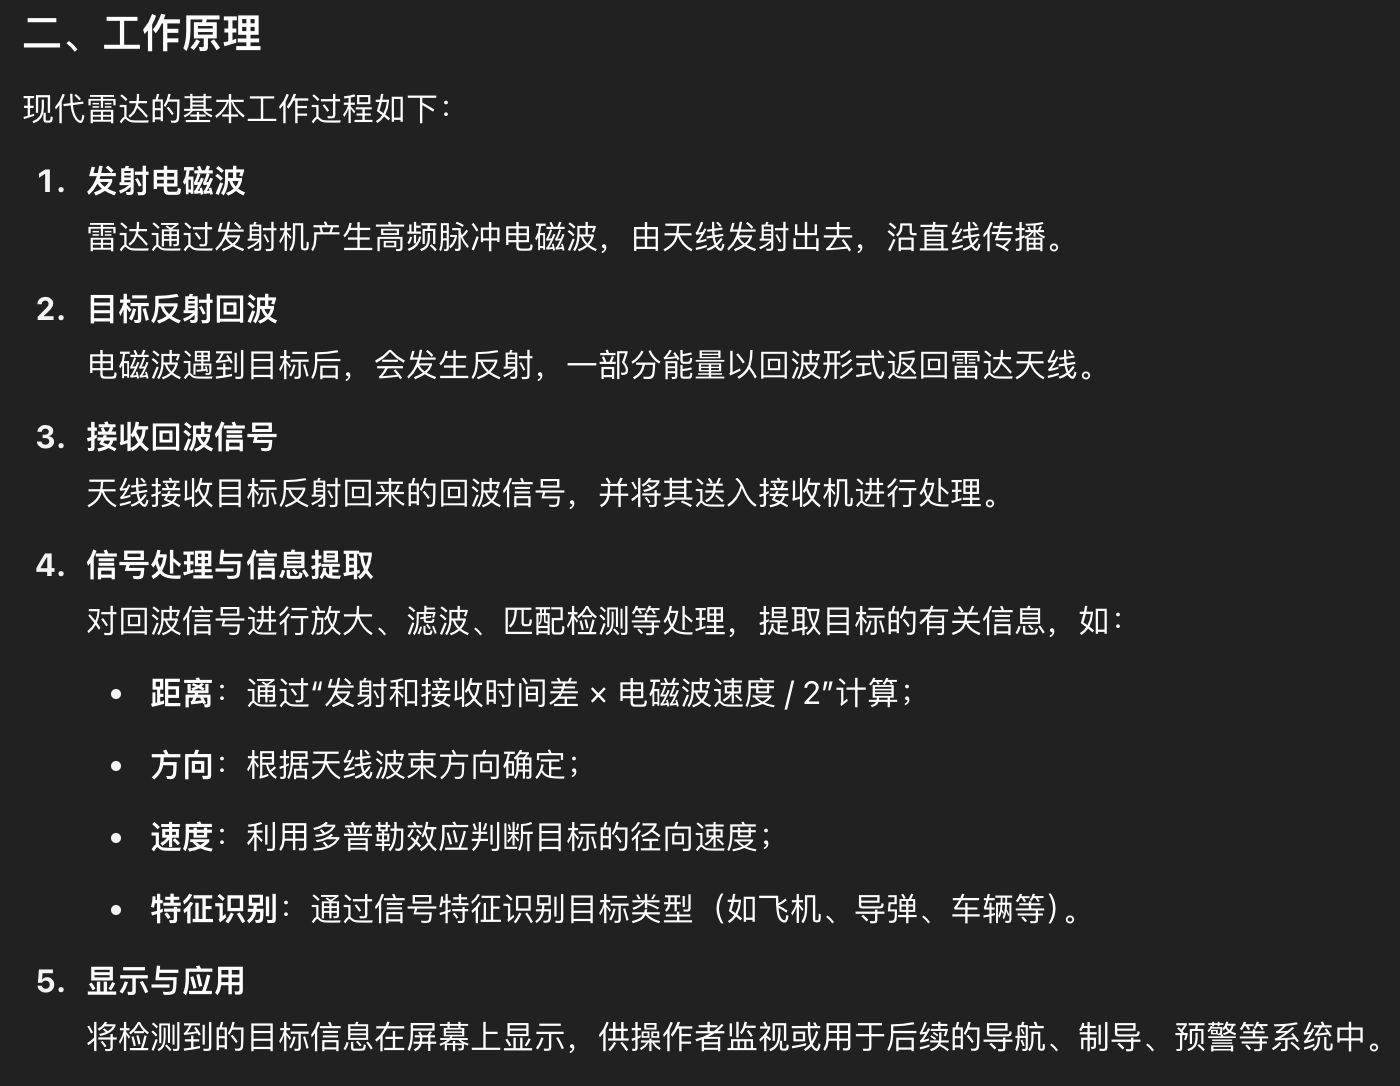 二、工作原理
现代雷达的基本工作过程如下：
1. 发射电磁波
雷达通过发射机产生高频脉冲电磁波，由天线发射出去，沿直线传播。
2. 目标反射回波
电磁波遇到目标后，会发生反射，一部分能量以回波形式返回雷达天线。
3. 接收回波信号
天线接收目标反射回来的回波信号，并将其送入接收机进行处理。
4. 信号处理与信息提取
对回波信号进行放大、滤波、匹配检测等处理，提取目标的有关信息，如：
• 距离：通过“发射和接收时间差 × 电磁波速度 / 2”计算；
• 方向：根据天线波束方向确定；
• 速度：利用多普勒效应判断目标的径向速度；
• 特征识别：通过信号特征识别目标类型（如飞机、导弹、车辆等）。
5. 显示与应用
将检测到的目标信息在屏幕上显示，供操作者监视或用于后续的导航、制导、预警等系统中。